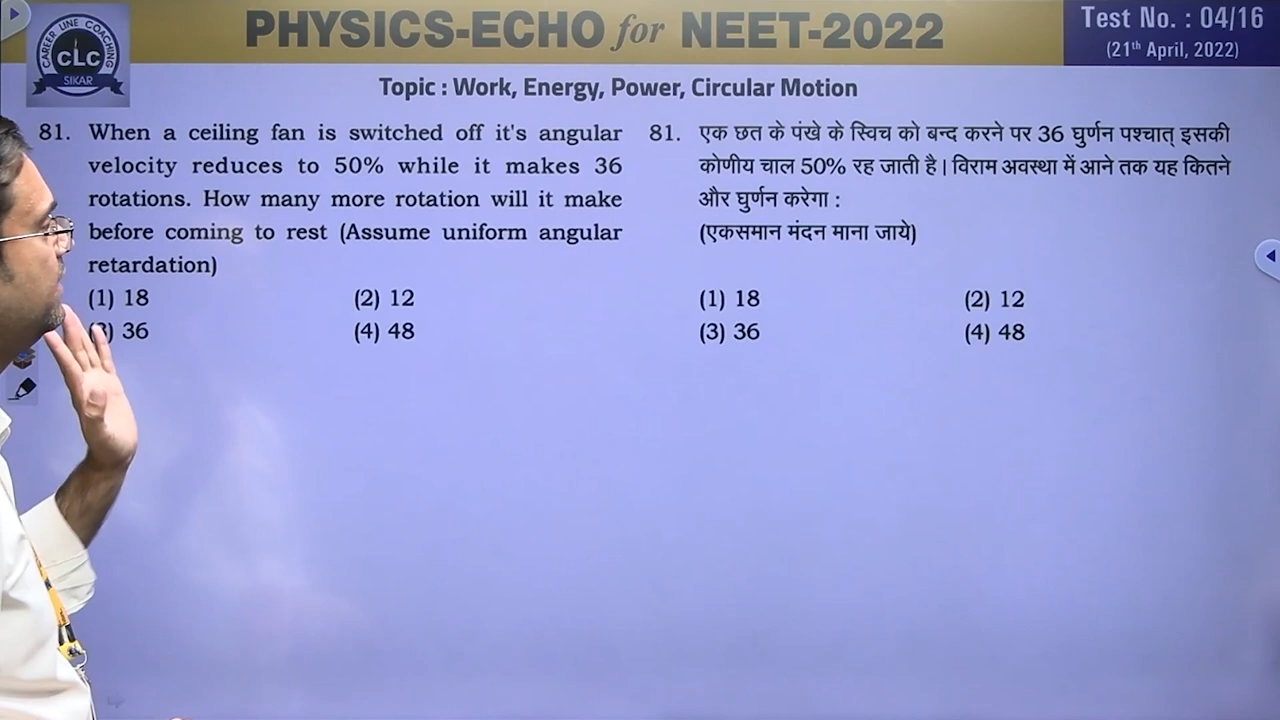 PHYSICS-ECHO for NEET-2022
Test No. : 04/16
(21th April, 2022)
CAREER LINE COACHING
CLC
SIKAR
Topic : Work, Energy, Power, Circular Motion
81. When a ceiling fan is switched off it's angular
velocity reduces to 50% while it makes 36
rotations. How many more rotation will it make
before coming to rest (Assume uniform angular
retardation)
(1) 18 (2) 12
(3) 36 (4) 48
81. एक छत के पंखे के स्विच को बन्द करने पर 36 घुर्णन पश्चात् इसकी
कोणीय चाल 50% रह जाती है। विराम अवस्था में आने तक यह कितने
और घुर्णन करेगा :
(एकसमान मंदन माना जाये)
(1) 18 (2) 12
(3) 36 (4) 48